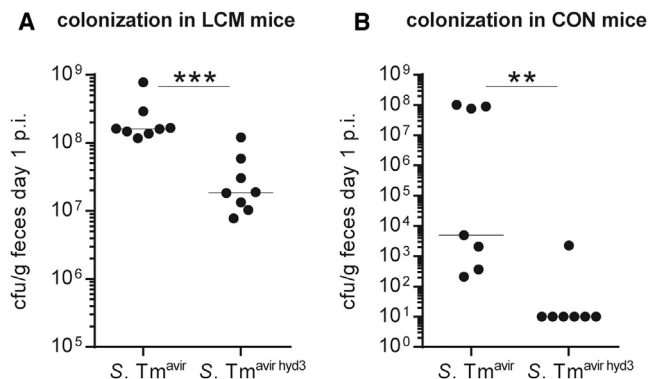 A colonization in LCM mice
cfu/g feces day 1 p.i.
10⁹
10⁸
10⁷
10⁶
10⁵
***
S. Tmᵃᵛⁱʳ S. Tmᵃᵛⁱʳ ʰʸᵈ³
B colonization in CON mice
cfu/g feces day 1 p.i.
10⁹
10⁸
10⁷
10⁶
10⁵
10⁴
10³
10²
10¹
10⁰
**
S. Tmᵃᵛⁱʳ S. Tmᵃᵛⁱʳ ʰʸᵈ³